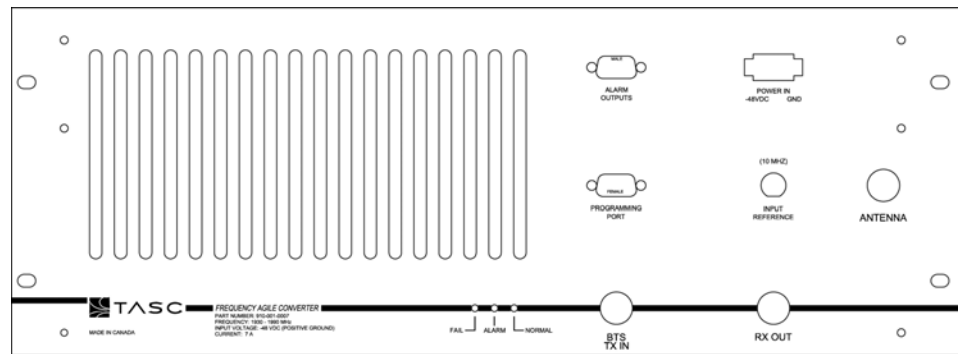 MALE
ALARM
OUTPUTS
POWER IN
-48VDC GND
(10 MHZ)
FEMALE
PROGRAMMING
PORT
INPUT
REFERENCE
ANTENNA
TASC
FREQUENCY AGILE CONVERTER
PART NUMBER: 910-001-0007
FREQUENCY: 1930 - 1990 MHz
INPUT VOLTAGE: -48 VDC (POSITIVE GROUND)
CURRENT: 7 A
MADE IN CANADA
FAIL ALARM NORMAL
BTS
TX IN
RX OUT